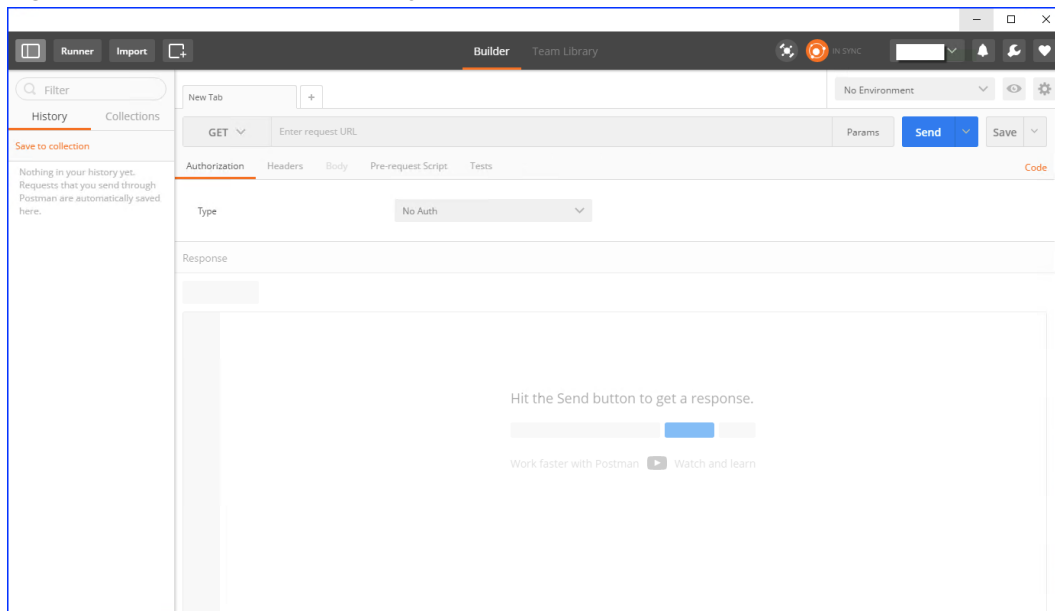 Runner Import Builder Team Library IN SYNC
Filter
History Collections
Save to collection
Nothing in your history yet.
Requests that you send through
Postman are automatically saved
here.
New Tab + No Environment
GET Enter request URL Params Send Save
Authorization Headers Body Pre-request Script Tests Code
Type No Auth
Response
Hit the Send button to get a response.
Work faster with Postman Watch and learn